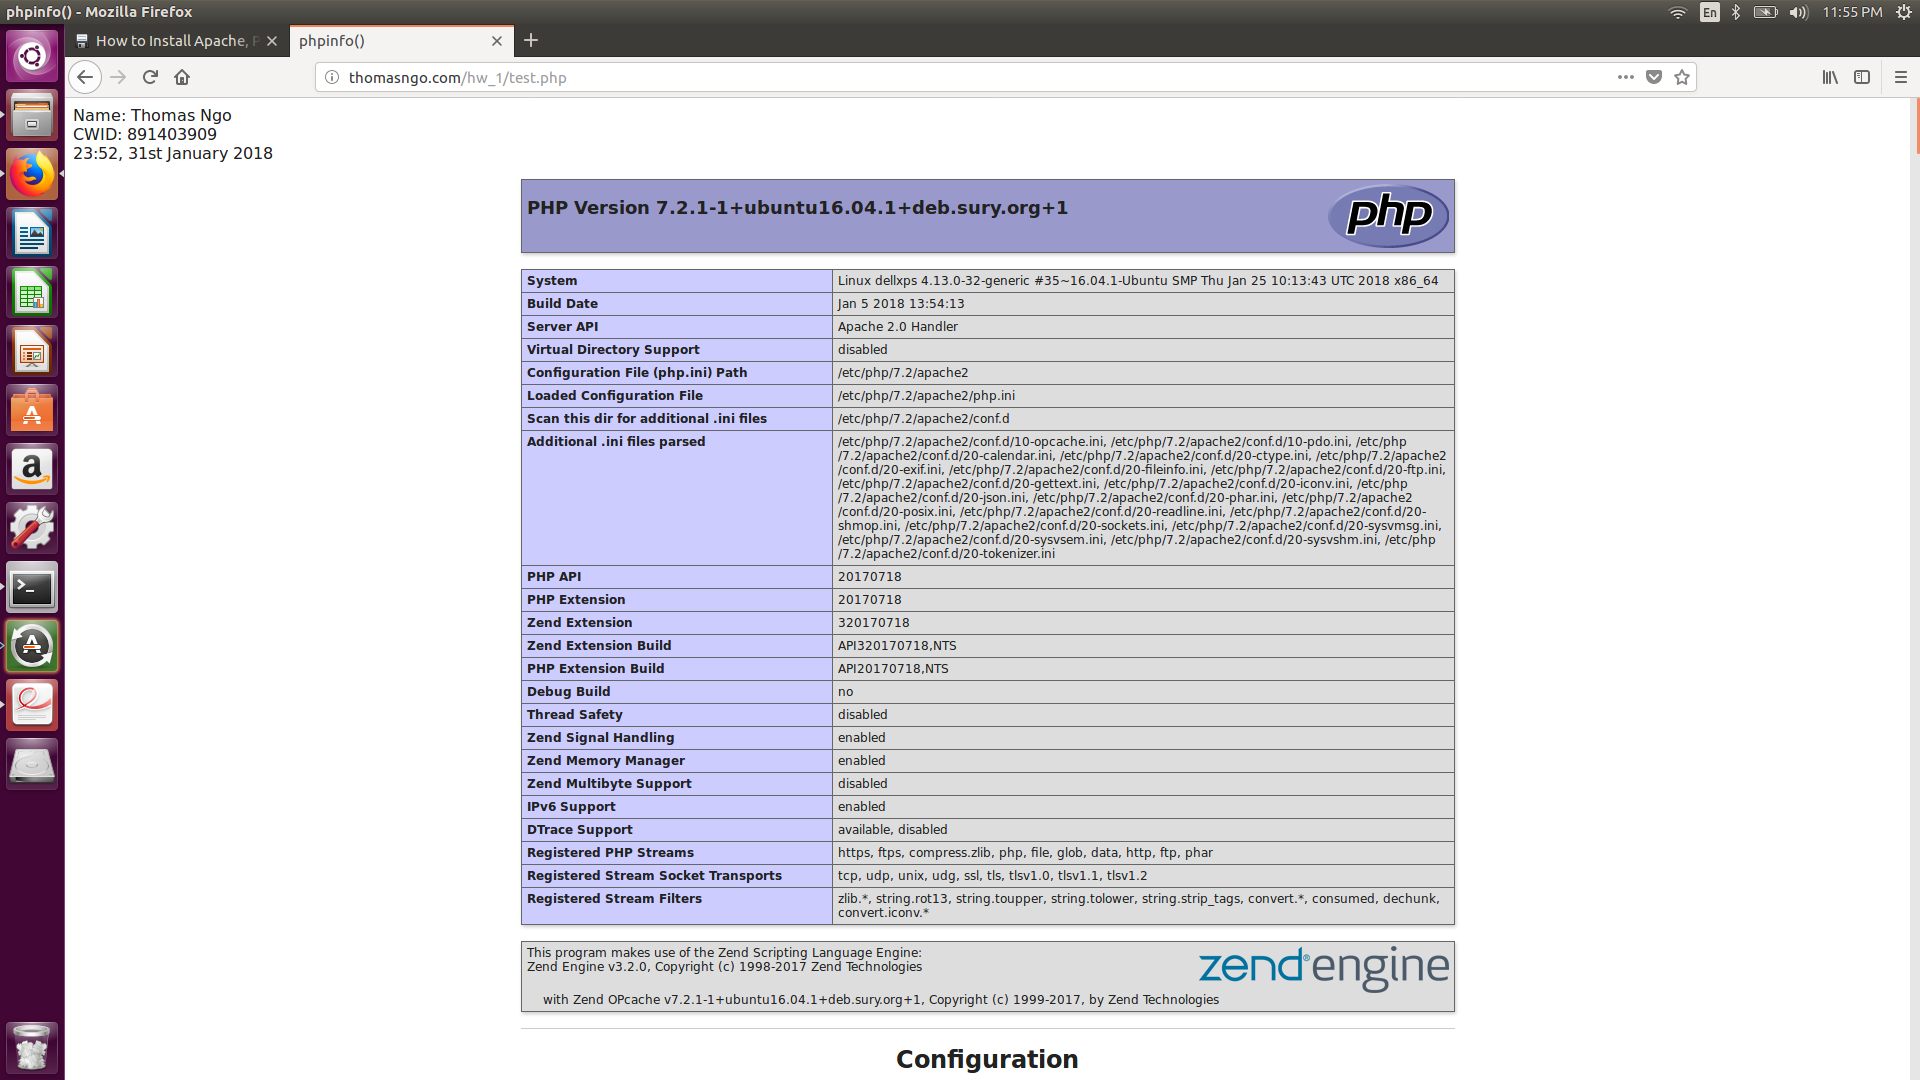 phpinfo() - Mozilla Firefox
En
11:55 PM
How to Install Apache,
phpinfo()
thomasngo.com/hw_1/test.php
Name: Thomas Ngo
CWID: 891403909
23:52, 31st January 2018
PHP Version 7.2.1-1+ubuntu16.04.1+deb.sury.org+1
php
System Linux dellxps 4.13.0-32-generic #35~16.04.1-Ubuntu SMP Thu Jan 25 10:13:43 UTC 2018 x86_64
Build Date Jan 5 2018 13:54:13
Server API Apache 2.0 Handler
Virtual Directory Support disabled
Configuration File (php.ini) Path /etc/php/7.2/apache2
Loaded Configuration File /etc/php/7.2/apache2/php.ini
Scan this dir for additional .ini files /etc/php/7.2/apache2/conf.d
Additional .ini files parsed /etc/php/7.2/apache2/conf.d/10-opcache.ini, /etc/php/7.2/apache2/conf.d/10-pdo.ini, /etc/php
/7.2/apache2/conf.d/20-calendar.ini, /etc/php/7.2/apache2/conf.d/20-ctype.ini, /etc/php/7.2/apache2
/conf.d/20-exif.ini, /etc/php/7.2/apache2/conf.d/20-fileinfo.ini, /etc/php/7.2/apache2/conf.d/20-ftp.ini,
/etc/php/7.2/apache2/conf.d/20-gettext.ini, /etc/php/7.2/apache2/conf.d/20-iconv.ini, /etc/php
/7.2/apache2/conf.d/20-json.ini, /etc/php/7.2/apache2/conf.d/20-phar.ini, /etc/php/7.2/apache2
/conf.d/20-posix.ini, /etc/php/7.2/apache2/conf.d/20-readline.ini, /etc/php/7.2/apache2/conf.d/20-
shmop.ini, /etc/php/7.2/apache2/conf.d/20-sockets.ini, /etc/php/7.2/apache2/conf.d/20-sysvmsg.ini,
/etc/php/7.2/apache2/conf.d/20-sysvsem.ini, /etc/php/7.2/apache2/conf.d/20-sysvshm.ini, /etc/php
/7.2/apache2/conf.d/20-tokenizer.ini
PHP API 20170718
PHP Extension 20170718
Zend Extension 320170718
Zend Extension Build API320170718,NTS
PHP Extension Build API20170718,NTS
Debug Build no
Thread Safety disabled
Zend Signal Handling enabled
Zend Memory Manager enabled
Zend Multibyte Support disabled
IPv6 Support enabled
DTrace Support available, disabled
Registered PHP Streams https, ftps, compress.zlib, php, file, glob, data, http, ftp, phar
Registered Stream Socket Transports tcp, udp, unix, udg, ssl, tls, tlsv1.0, tlsv1.1, tlsv1.2
Registered Stream Filters zlib.*, string.rot13, string.toupper, string.tolower, string.strip_tags, convert.*, consumed, dechunk,
convert.iconv.*
This program makes use of the Zend Scripting Language Engine:
Zend Engine v3.2.0, Copyright (c) 1998-2017 Zend Technologies
with Zend OPcache v7.2.1-1+ubuntu16.04.1+deb.sury.org+1, Copyright (c) 1999-2017, by Zend Technologies
zend® engine
Configuration